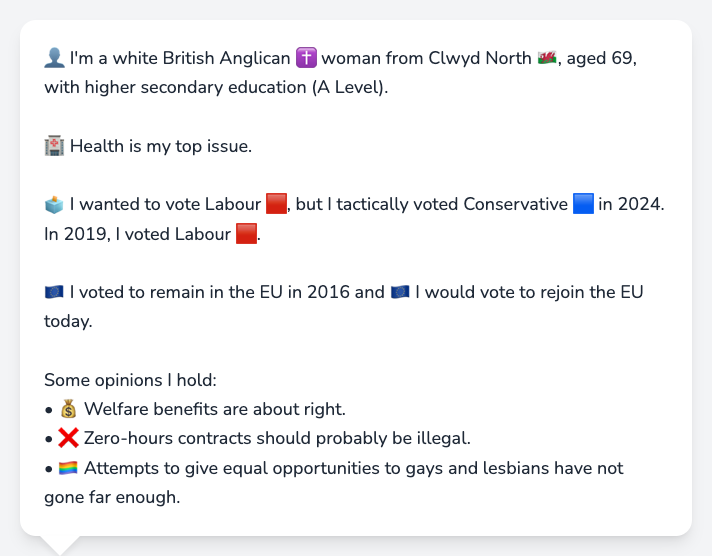 👤 I'm a white British Anglican ✝️ woman from Clwyd North 🏴󠁧󠁢󠁷󠁬󠁳󠁿, aged 69,
with higher secondary education (A Level).
🏥 Health is my top issue.
🗳️ I wanted to vote Labour 🟥, but I tactically voted Conservative 🟦 in 2024.
In 2019, I voted Labour 🟥.
🇪🇺 I voted to remain in the EU in 2016 and 🇪🇺 I would vote to rejoin the EU
today.
Some opinions I hold:
• 💰 Welfare benefits are about right.
• ❌ Zero-hours contracts should probably be illegal.
• 🏳️‍🌈 Attempts to give equal opportunities to gays and lesbians have not
gone far enough.